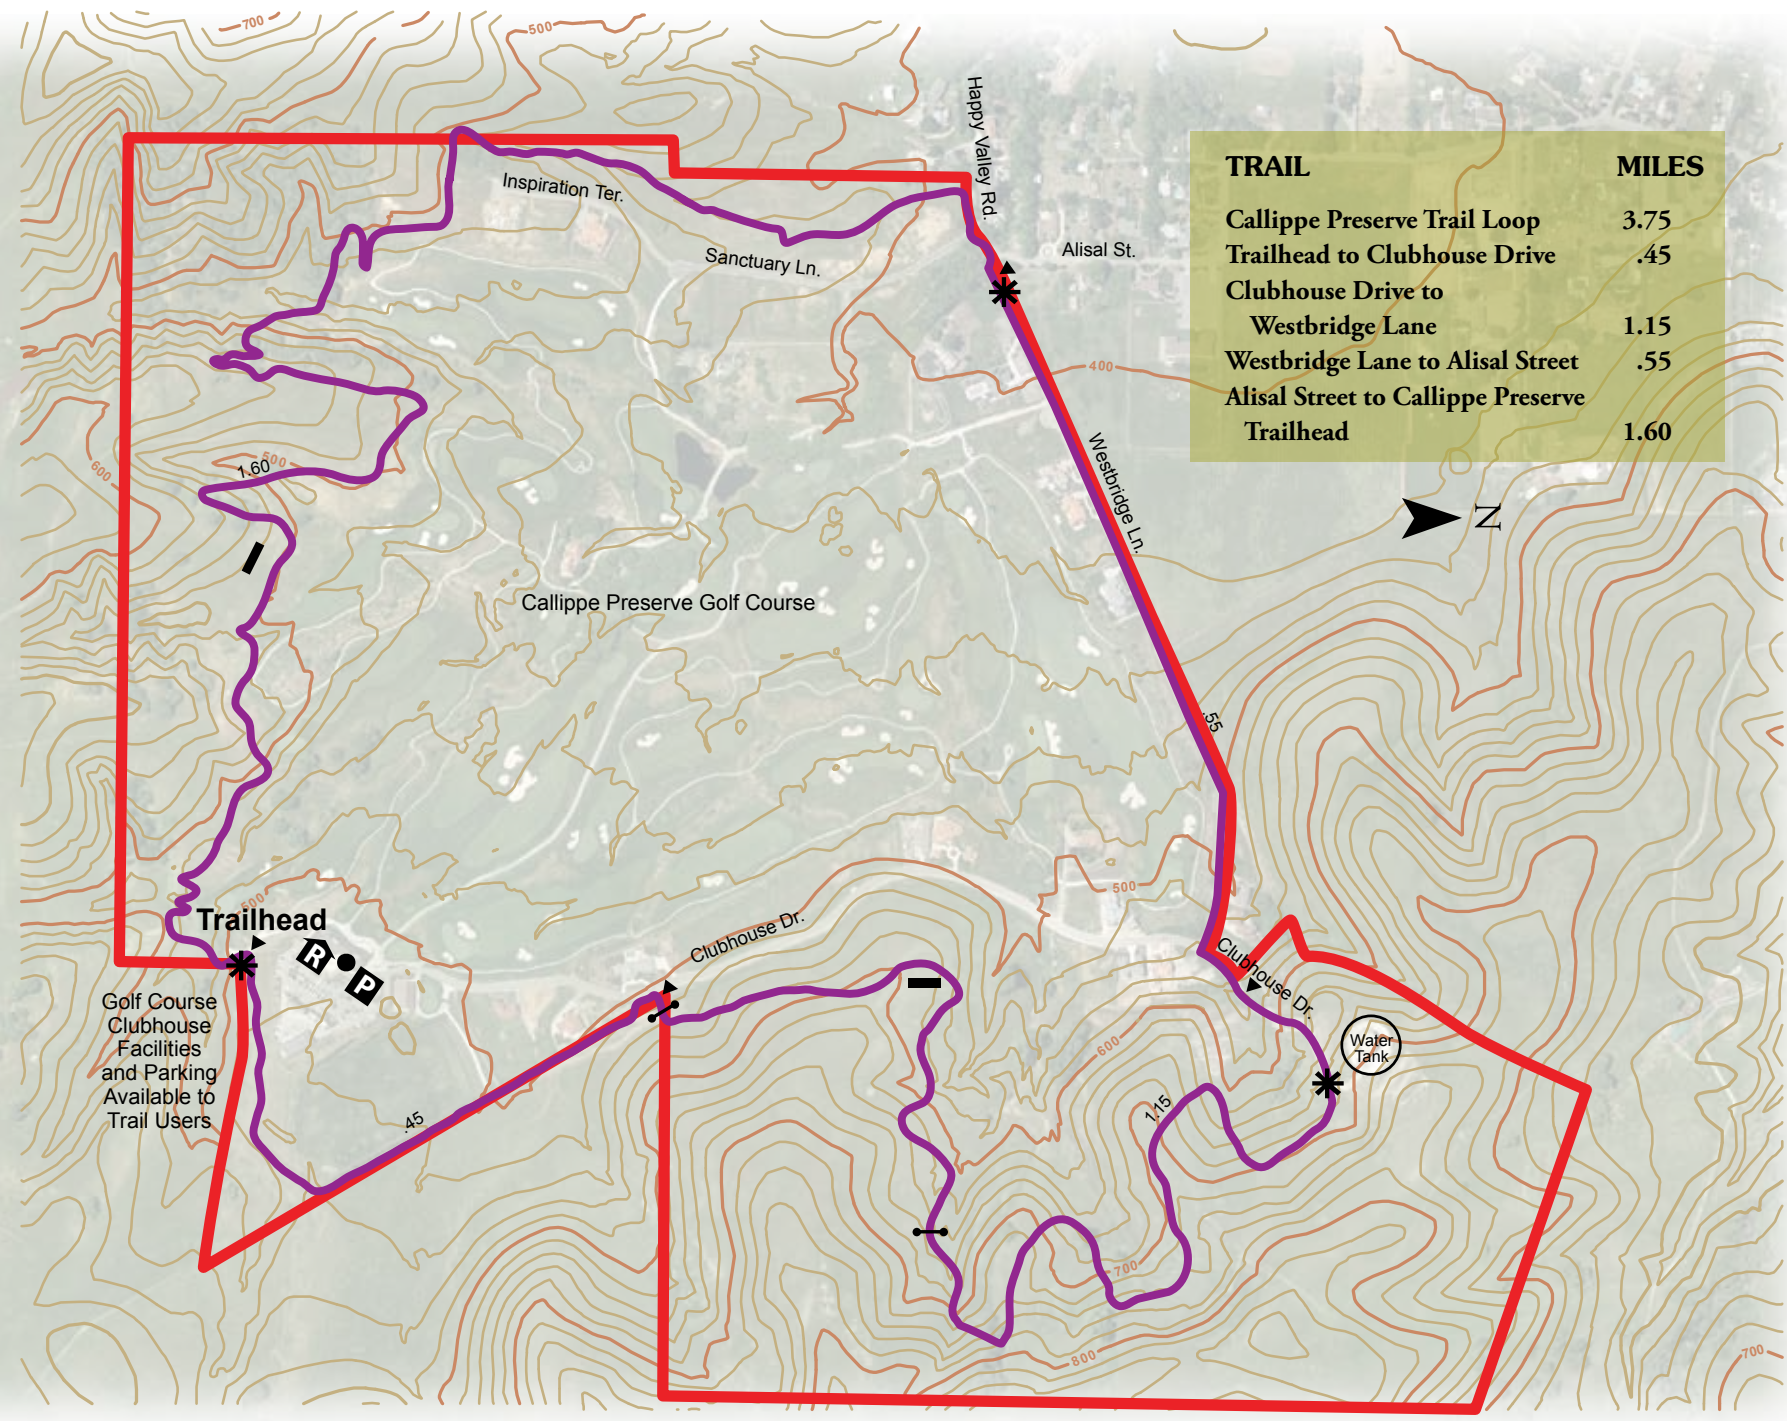 700
500
Happy Valley Rd.
TRAIL MILES
Callippe Preserve Trail Loop 3.75
Trailhead to Clubhouse Drive .45
Clubhouse Drive to
Westbridge Lane 1.15
Westbridge Lane to Alisal Street .55
Alisal Street to Callippe Preserve
Trailhead 1.60
Inspiration Ter.
Sanctuary Ln.
Alisal St.
400
600
500
1.60
Westbridge Ln.
N
Callippe Preserve Golf Course
.55
500
500
Trailhead
R
P
Clubhouse Dr.
Clubhouse Dr.
Golf Course
Clubhouse
Facilities
and Parking
Available to
Trail Users
Water
Tank
600
.45
1.15
700
800
700